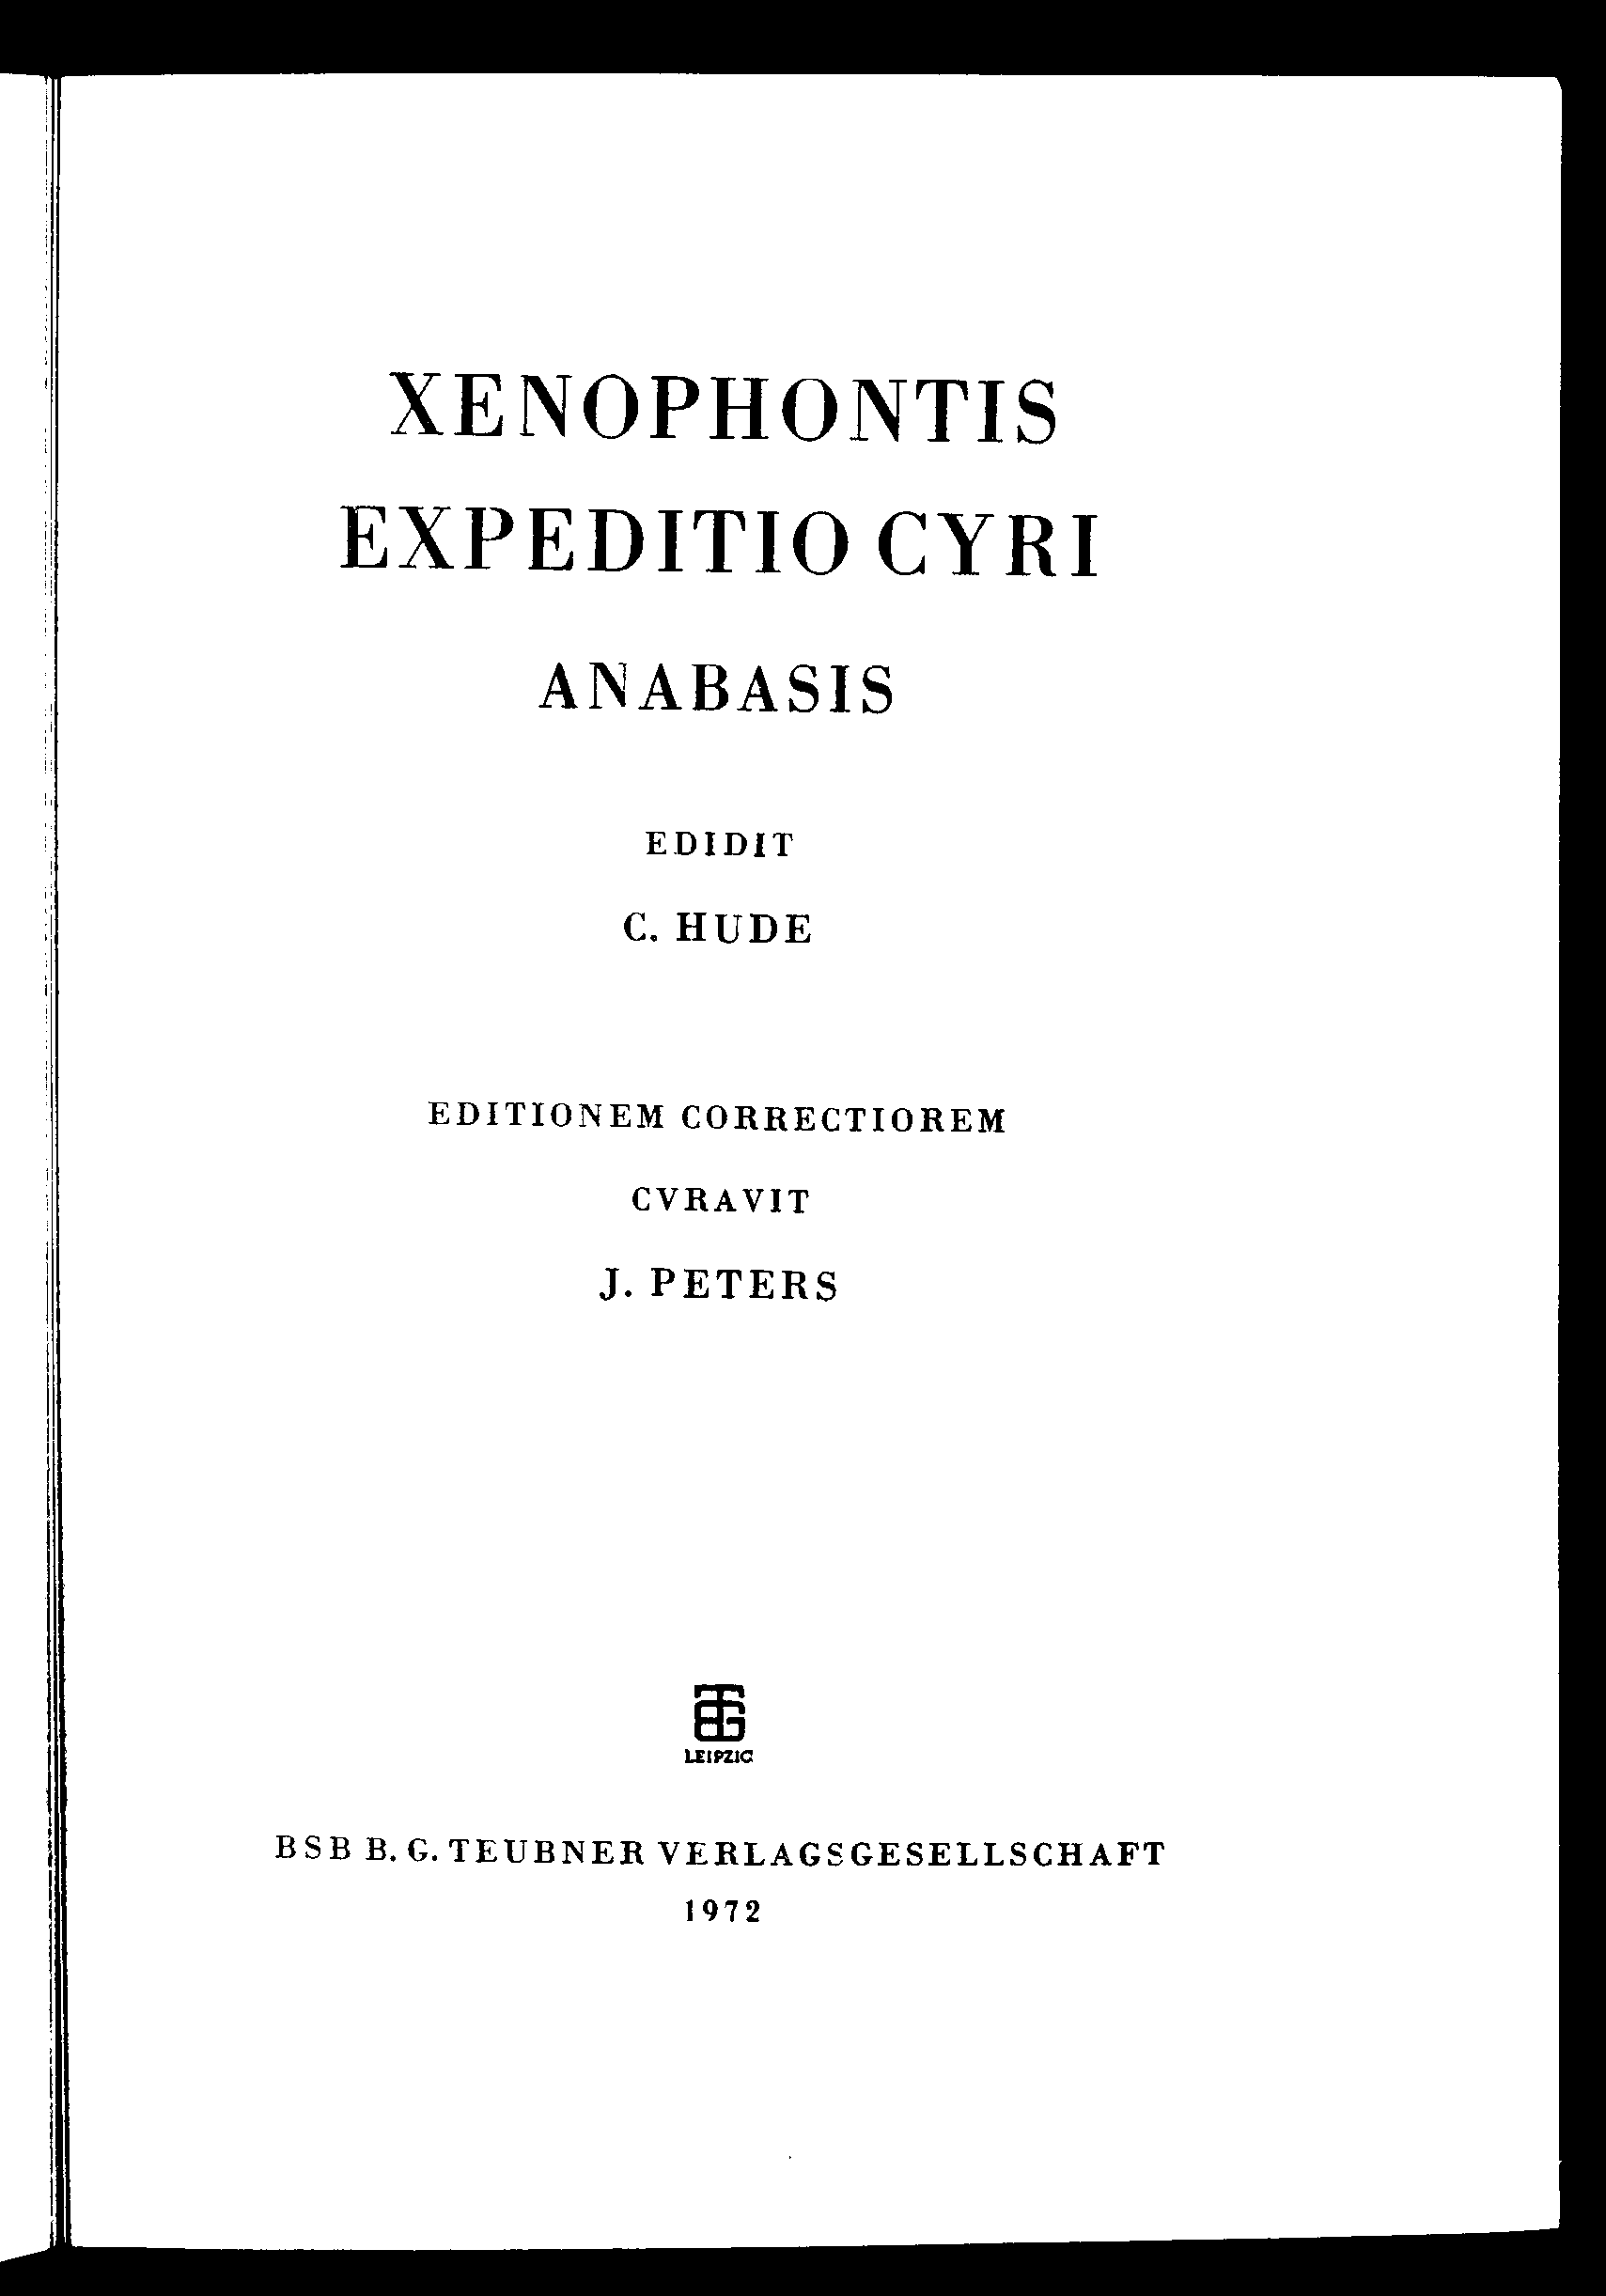 XENOPHONTIS
EXPEDITIO CYRI
ANABASIS
EDIDIT
C. HUDE
EDITIONEM CORRECTIOREM
CVRAVIT
J. PETERS
LEIPZIG
BSB B. G. TEUBNER VERLAGSGESELLSCHAFT
1972